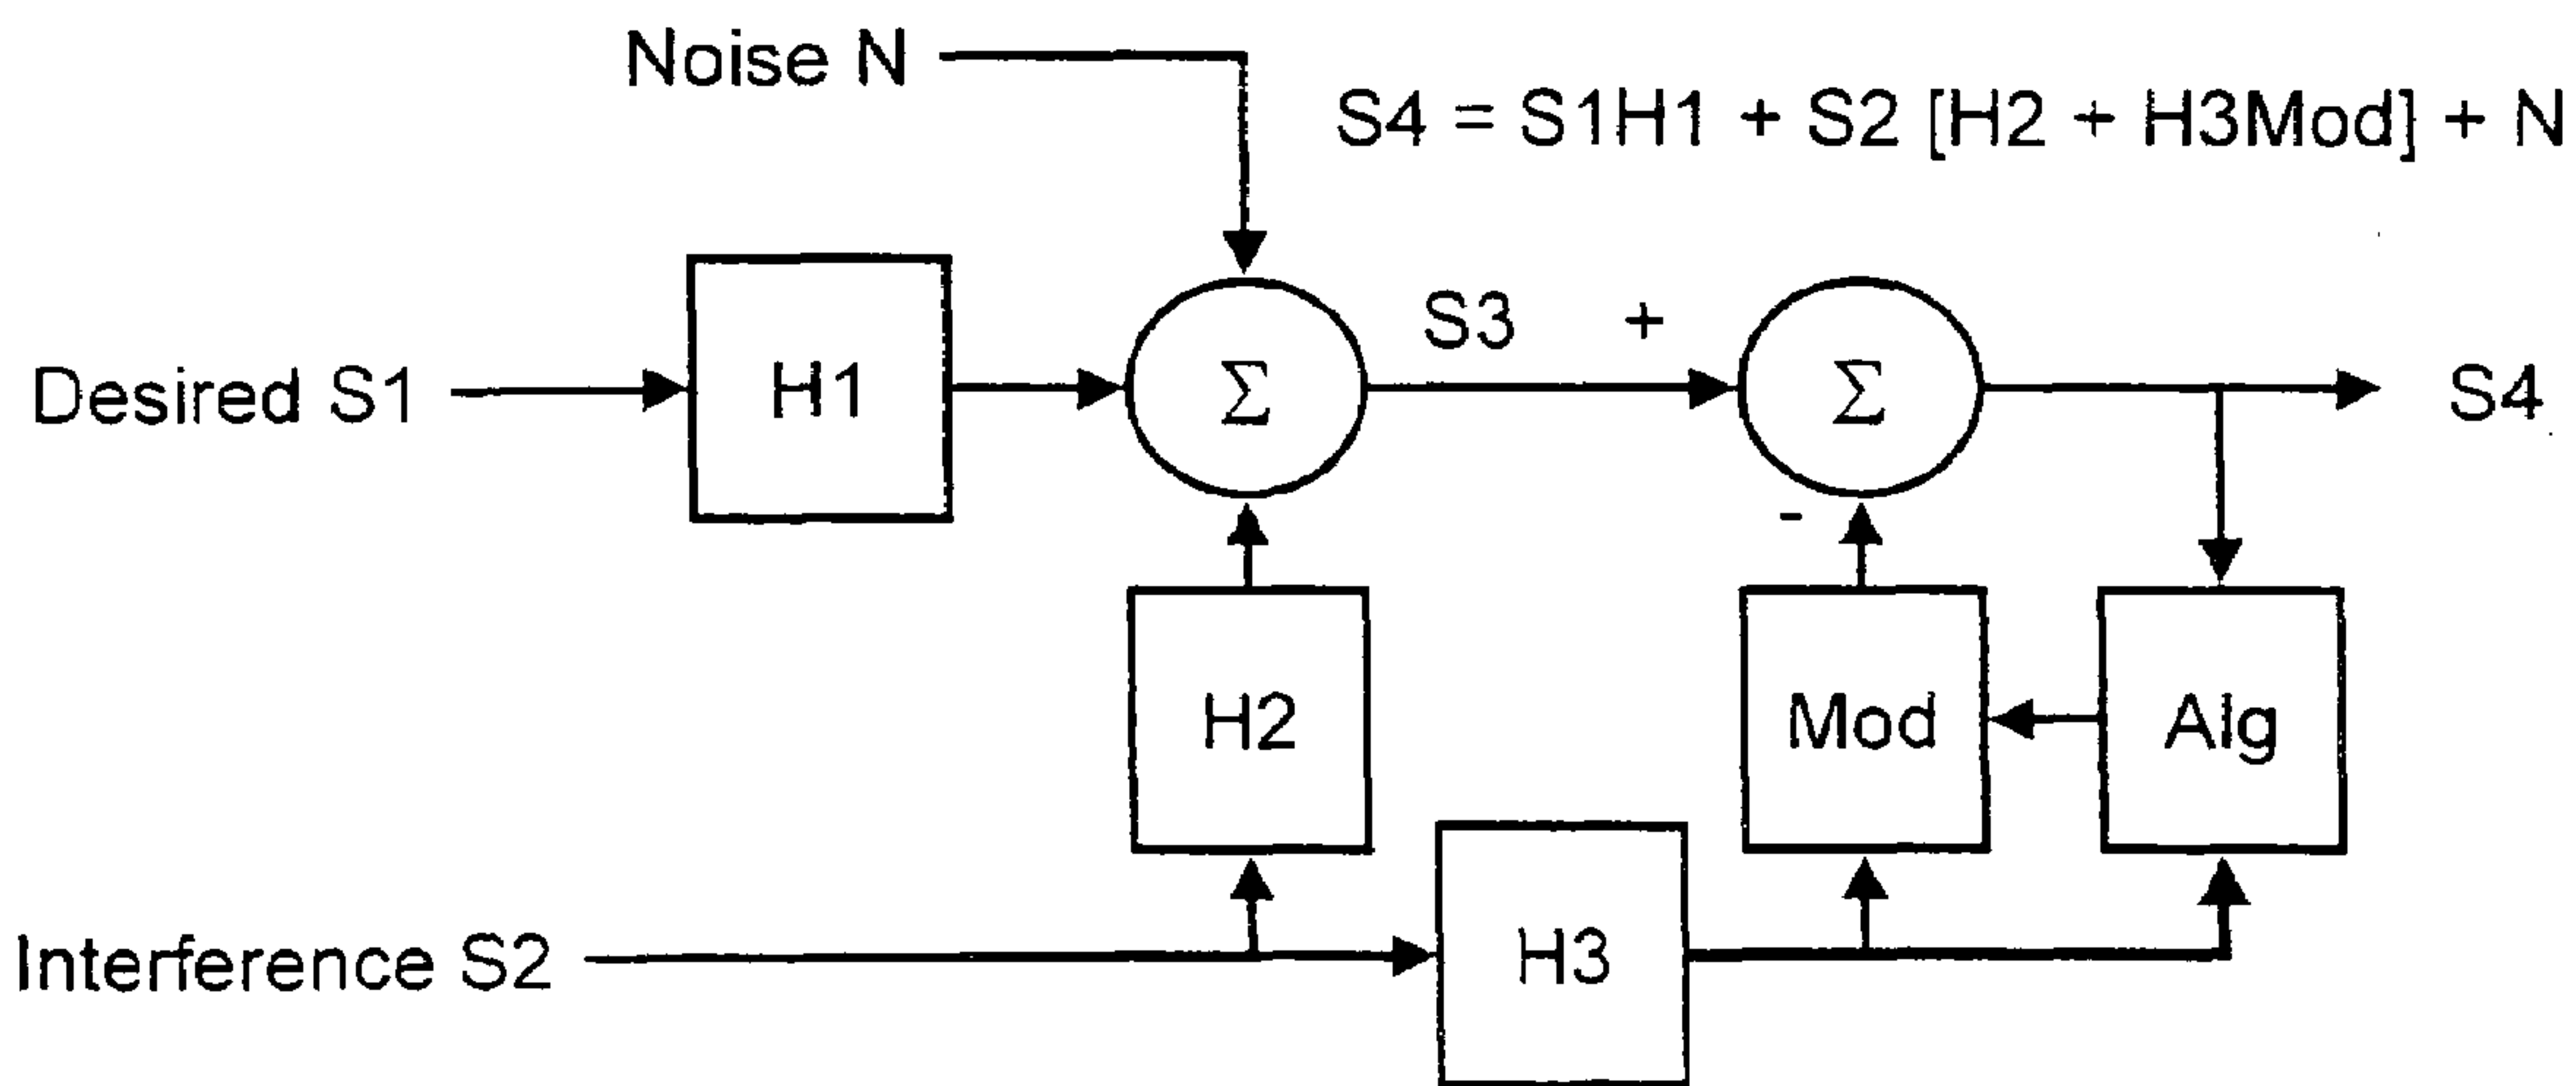 Noise N
S4 = S1H1 + S2 [H2 + H3Mod] + N
Desired S1
H1
Σ
S3
+
Σ
S4
-
H2
Mod
Alg
Interference S2
H3